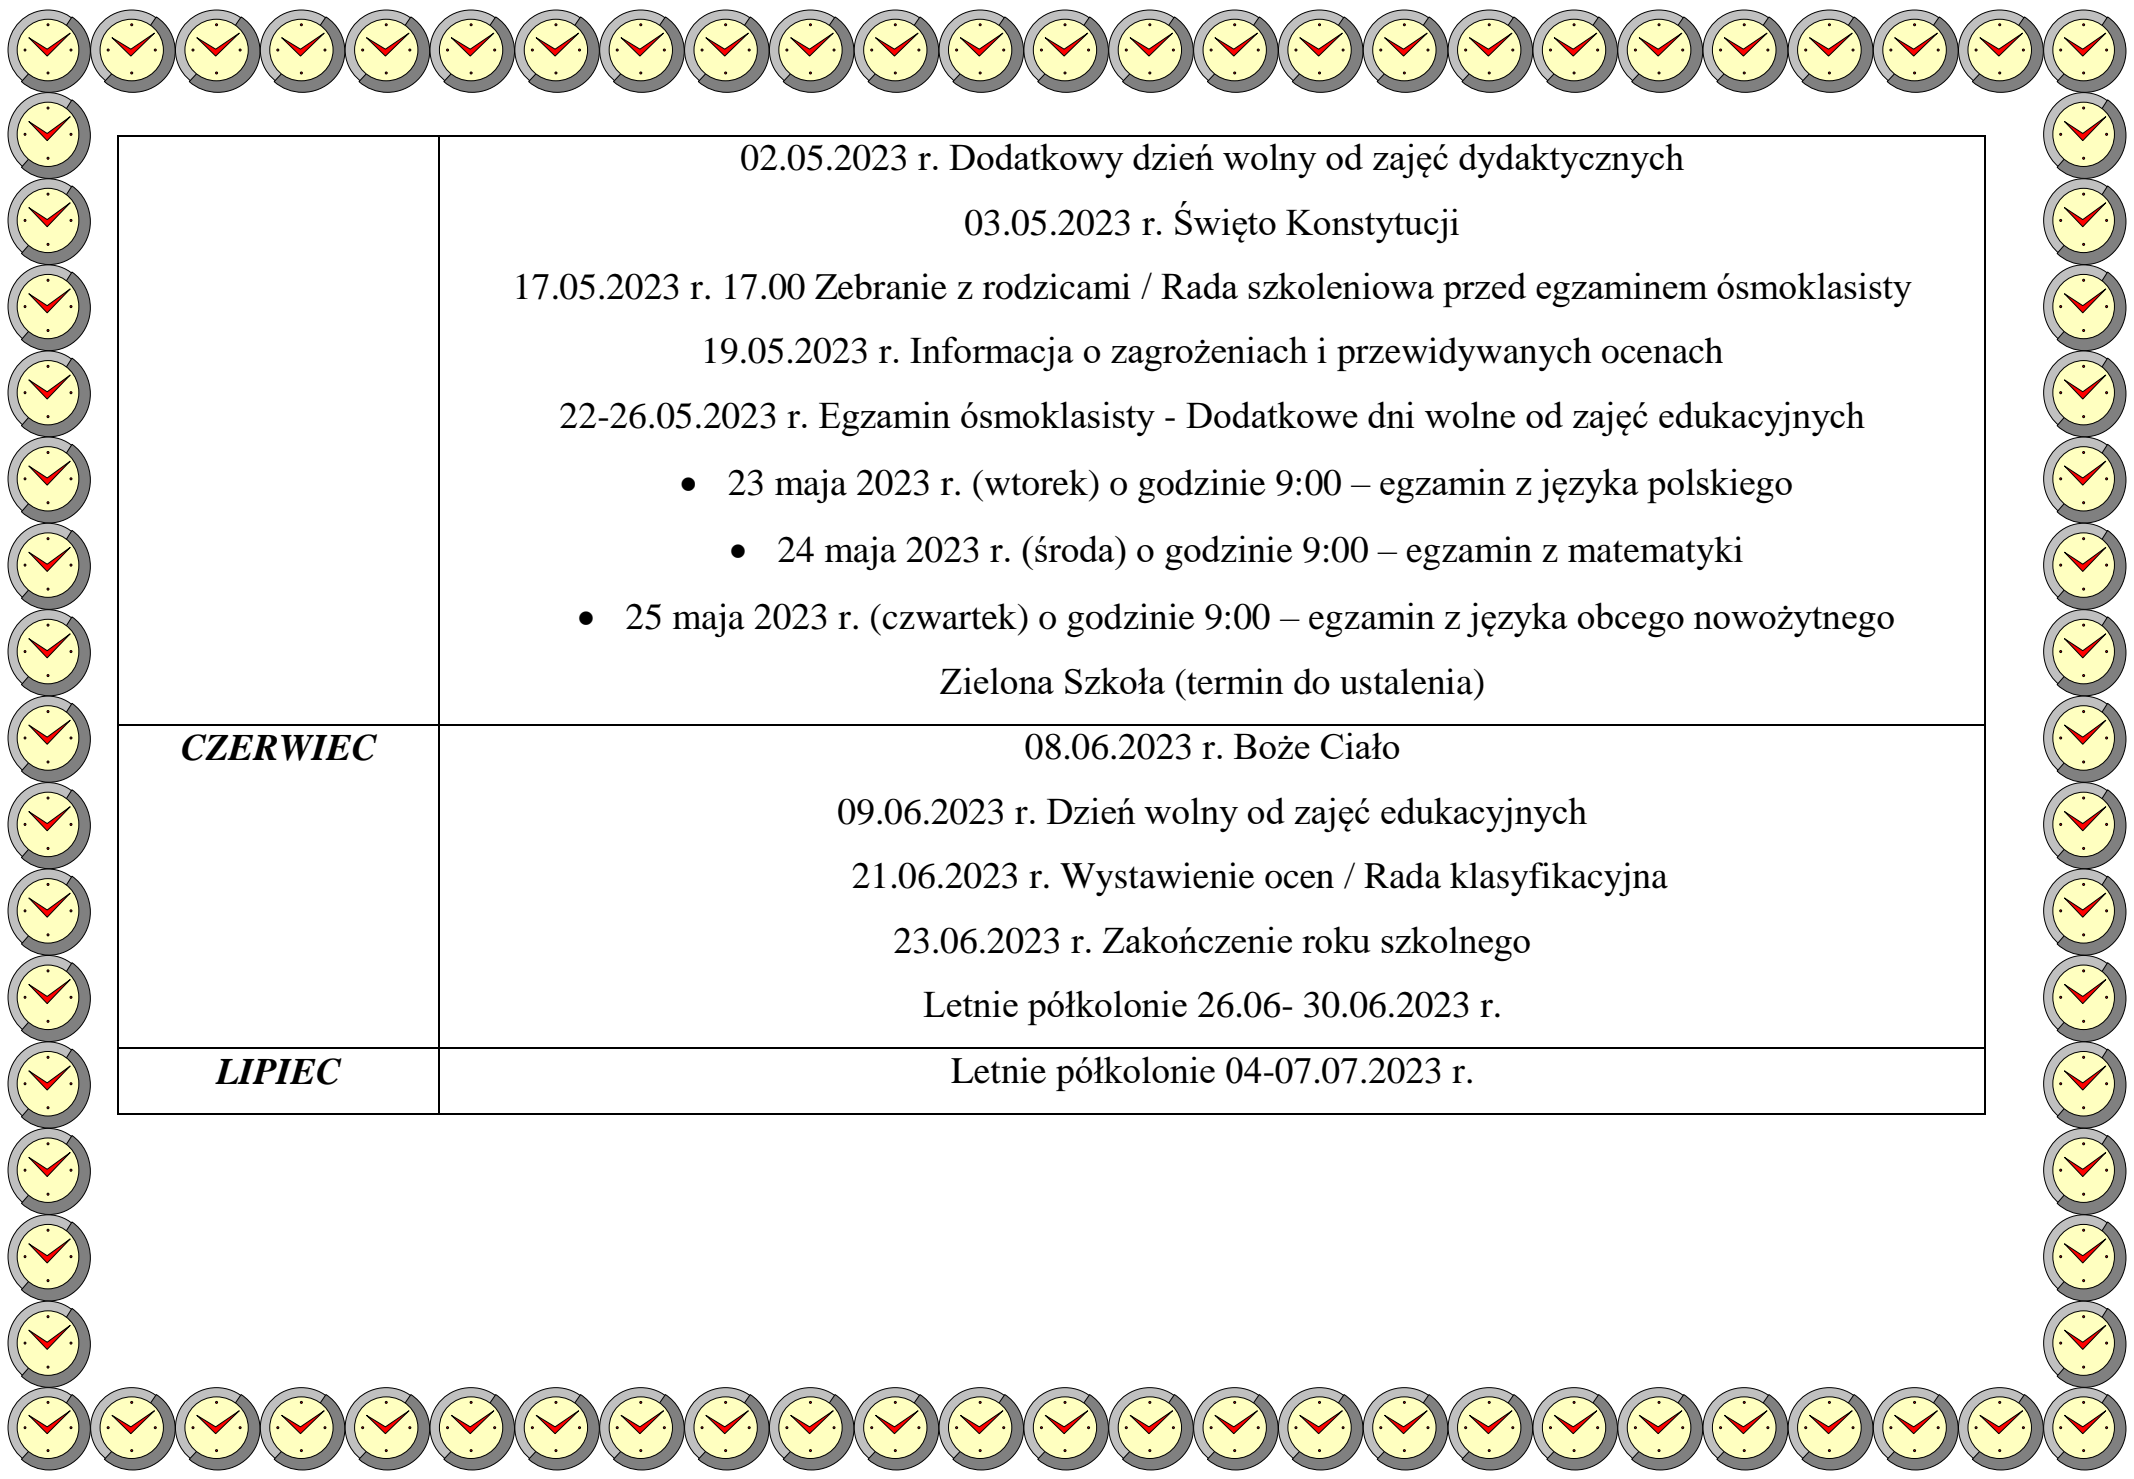 02.05.2023 r. Dodatkowy dzień wolny od zajęć dydaktycznych
03.05.2023 r. Święto Konstytucji
17.05.2023 r. 17.00 Zebranie z rodzicami / Rada szkoleniowa przed egzaminem ósmoklasisty
19.05.2023 r. Informacja o zagrożeniach i przewidywanych ocenach
22-26.05.2023 r. Egzamin ósmoklasisty - Dodatkowe dni wolne od zajęć edukacyjnych
• 23 maja 2023 r. (wtorek) o godzinie 9:00 – egzamin z języka polskiego
• 24 maja 2023 r. (środa) o godzinie 9:00 – egzamin z matematyki
• 25 maja 2023 r. (czwartek) o godzinie 9:00 – egzamin z języka obcego nowożytnego
Zielona Szkoła (termin do ustalenia)
CZERWIEC
08.06.2023 r. Boże Ciało
09.06.2023 r. Dzień wolny od zajęć edukacyjnych
21.06.2023 r. Wystawienie ocen / Rada klasyfikacyjna
23.06.2023 r. Zakończenie roku szkolnego
Letnie półkolonie 26.06- 30.06.2023 r.
LIPIEC
Letnie półkolonie 04-07.07.2023 r.